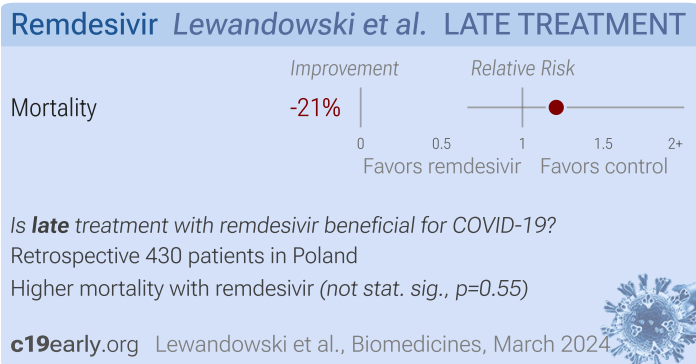 Remdesivir Lewandowski et al. LATE TREATMENT
Improvement Relative Risk
Mortality -21%
0 0.5 1 1.5 2+
Favors remdesivir Favors control
Is late treatment with remdesivir beneficial for COVID-19?
Retrospective 430 patients in Poland
Higher mortality with remdesivir (not stat. sig., p=0.55)
c19early.org Lewandowski et al., Biomedicines, March 2024